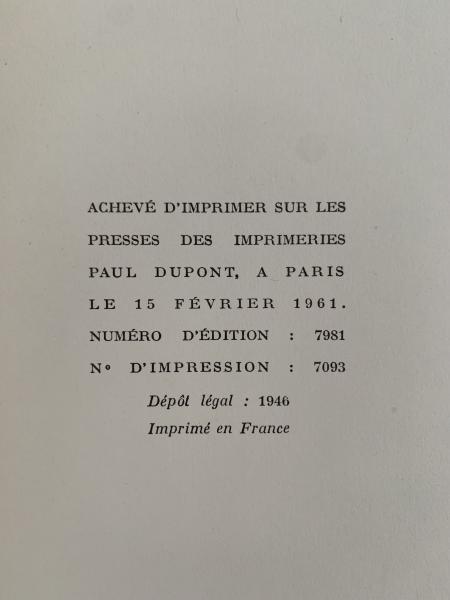 ACHEVÉ D'IMPRIMER SUR LES
PRESSES DES IMPRIMERIES
PAUL DUPONT, A PARIS
LE 15 FÉVRIER 1961.
NUMÉRO D'ÉDITION : 7981
Nº D'IMPRESSION : 7093
Dépôt légal : 1946
Imprimé en France